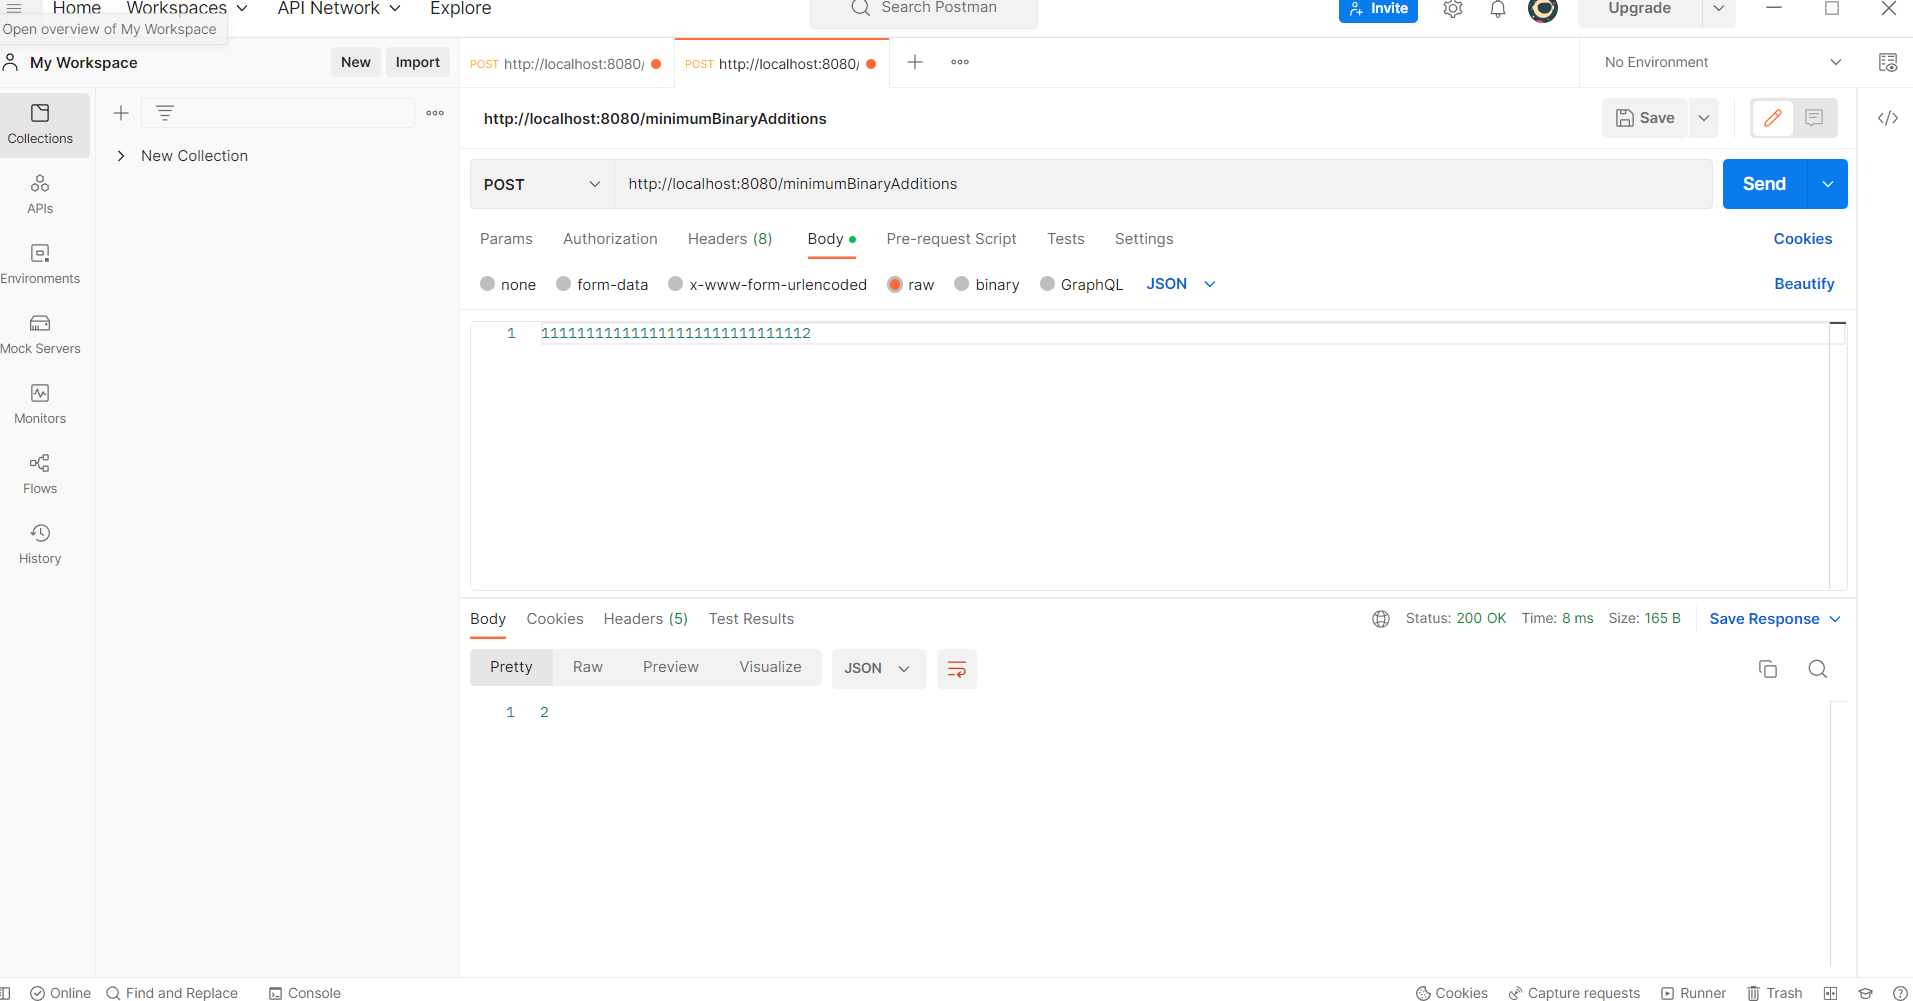 Home Workspaces API Network Explore Search Postman Invite Upgrade
Open overview of My Workspace
My Workspace New Import POST http://localhost:8080/ POST http://localhost:8080/ No Environment
Collections
New Collection
APIs
Environments
Mock Servers
Monitors
Flows
History
http://localhost:8080/minimumBinaryAdditions Save
POST http://localhost:8080/minimumBinaryAdditions Send
Params Authorization Headers (8) Body Pre-request Script Tests Settings Cookies
none form-data x-www-form-urlencoded raw binary GraphQL JSON Beautify
1 111111111111111111111111111112
Body Cookies Headers (5) Test Results Status: 200 OK Time: 8 ms Size: 165 B Save Response
Pretty Raw Preview Visualize JSON
1 2
Online Find and Replace Console Cookies Capture requests Runner Trash